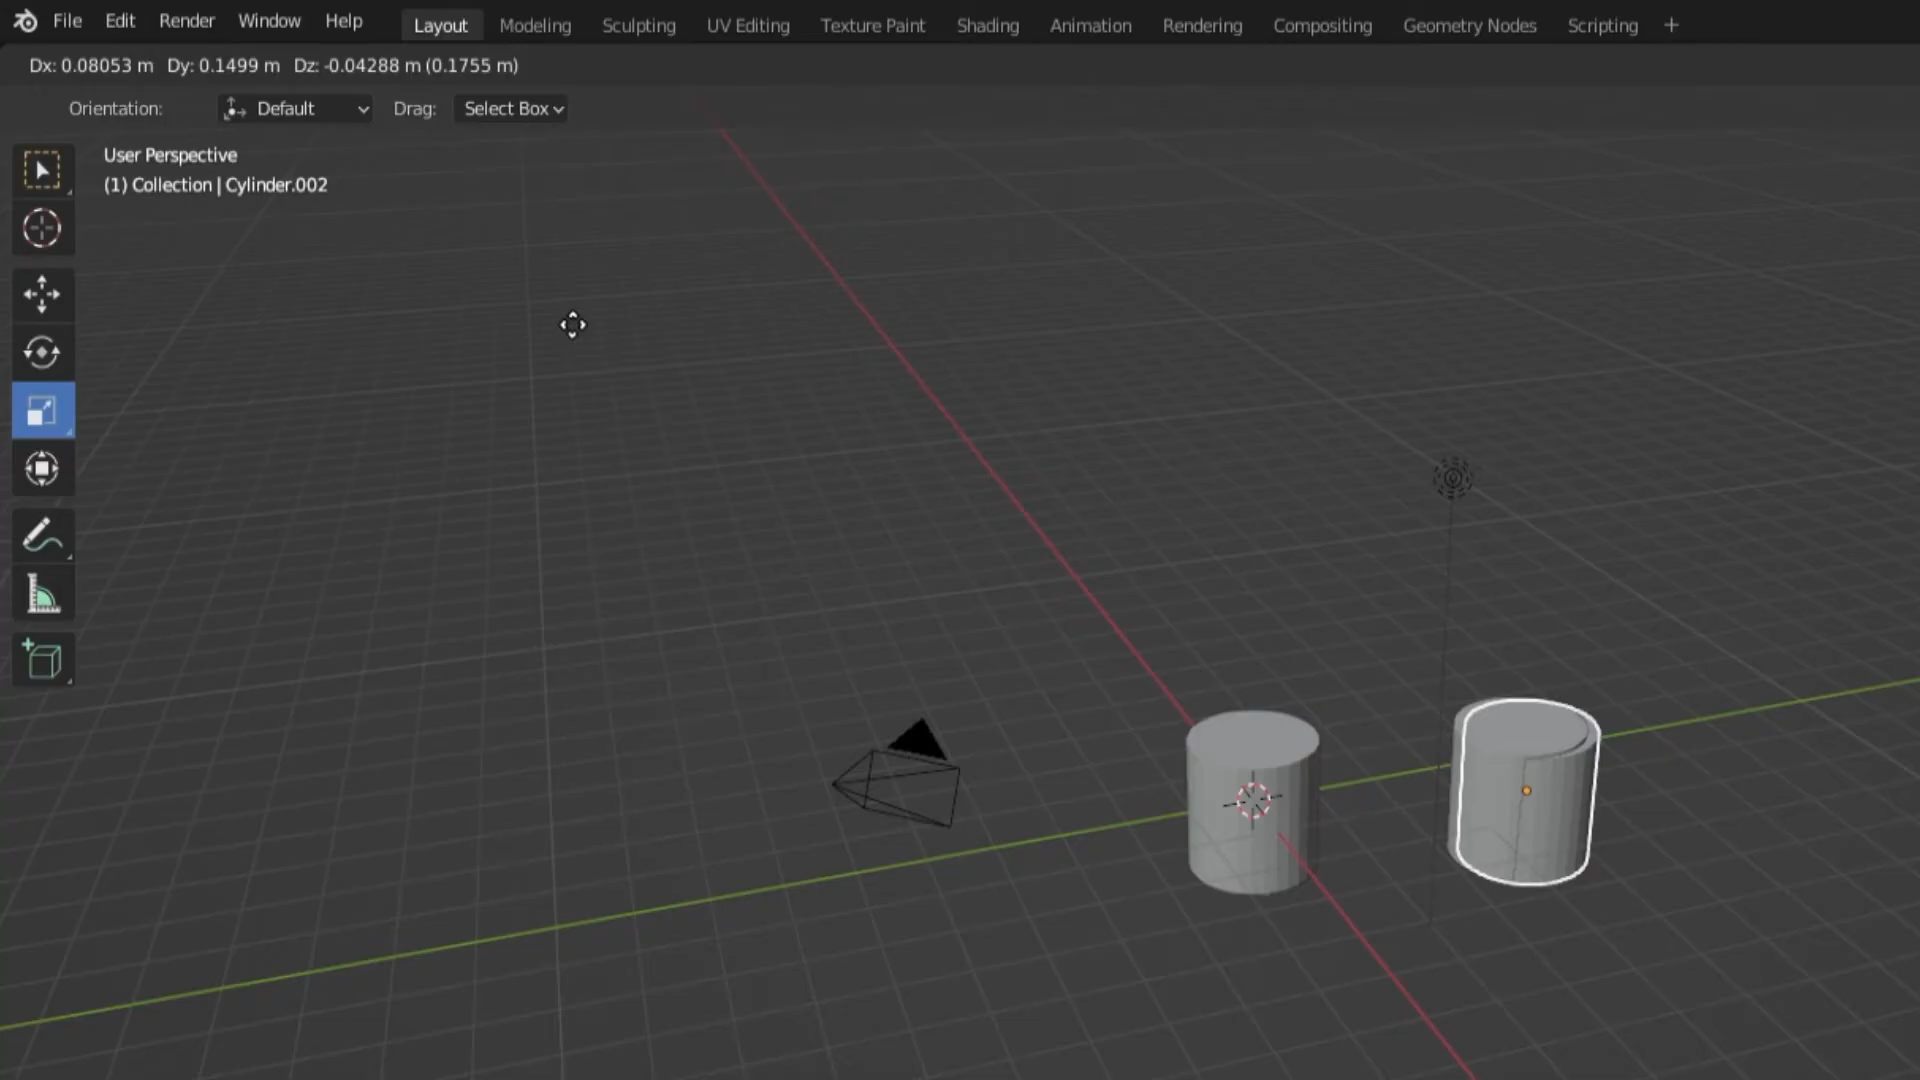 File Edit Render Window Help Layout Modeling Sculpting UV Editing Texture Paint Shading Animation Rendering Compositing Geometry Nodes Scripting +
Dx: 0.08053 m Dy: 0.1499 m Dz: -0.04288 m (0.1755 m)
Orientation: Default Drag: Select Box
User Perspective
(1) Collection | Cylinder.002